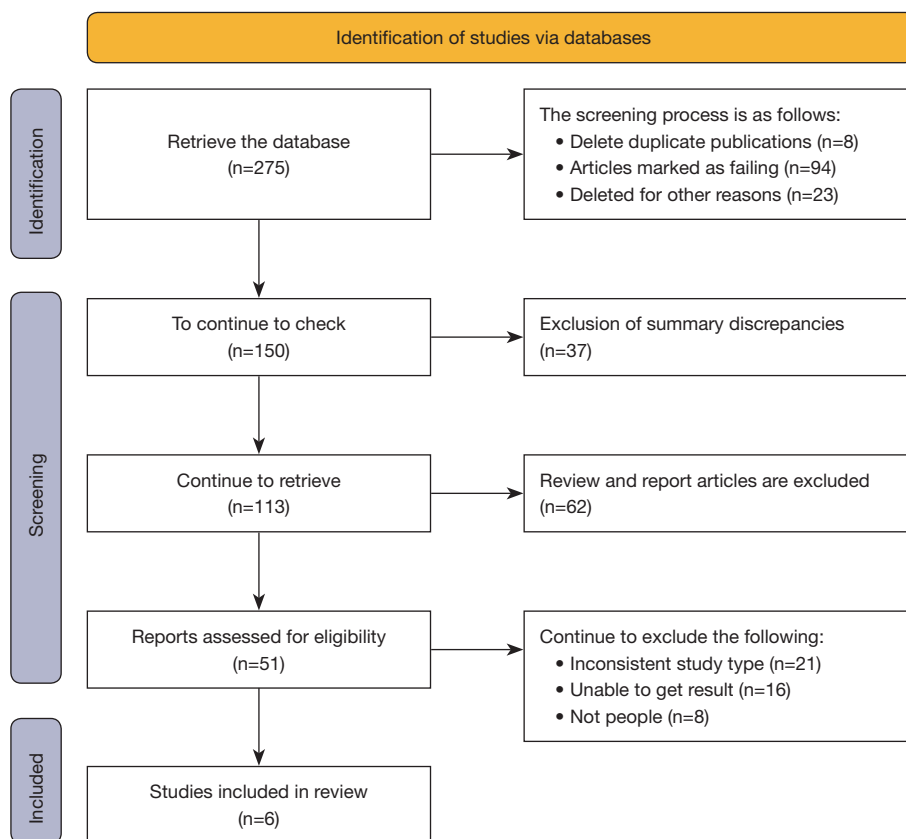 Identification of studies via databases
Identification
Retrieve the database
(n=275)
The screening process is as follows:
• Delete duplicate publications (n=8)
• Articles marked as failing (n=94)
• Deleted for other reasons (n=23)
Screening
To continue to check
(n=150)
Exclusion of summary discrepancies
(n=37)
Continue to retrieve
(n=113)
Review and report articles are excluded
(n=62)
Reports assessed for eligibility
(n=51)
Continue to exclude the following:
• Inconsistent study type (n=21)
• Unable to get result (n=16)
• Not people (n=8)
Included
Studies included in review
(n=6)